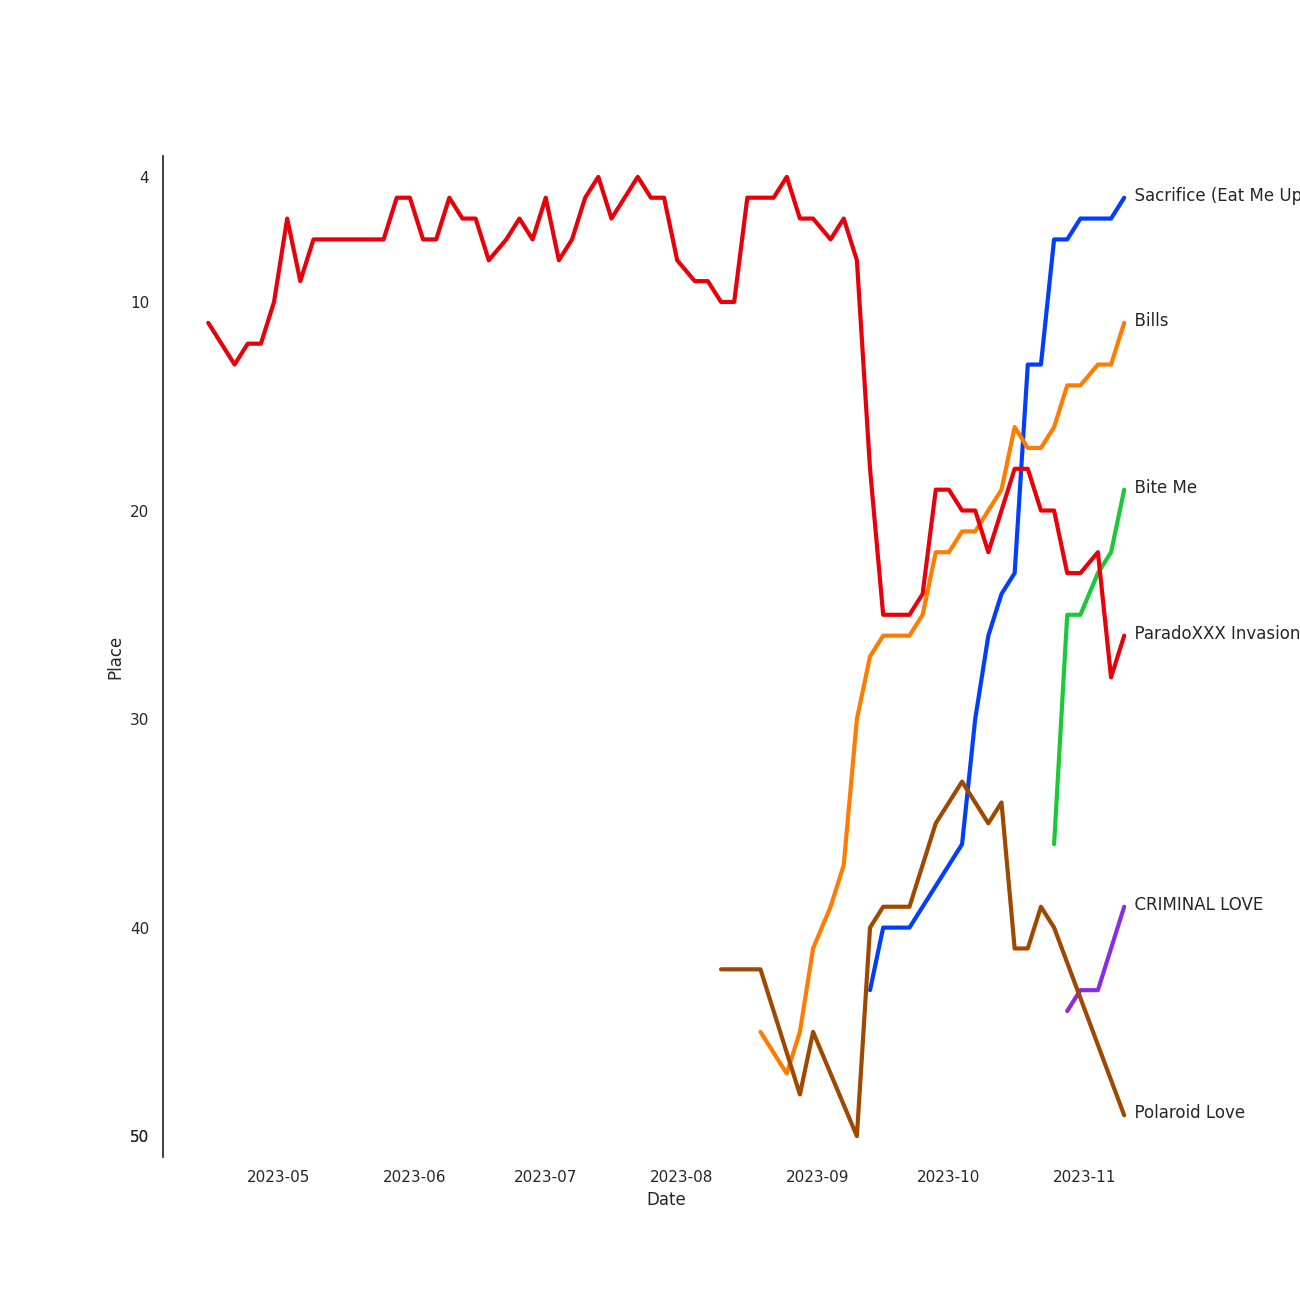 4
10
20
30
40
50
Place
2023-05
2023-06
2023-07
2023-08
2023-09
2023-10
2023-11
Date
Sacrifice (Eat Me Up
Bills
Bite Me
ParadoXXX Invasion
CRIMINAL LOVE
Polaroid Love